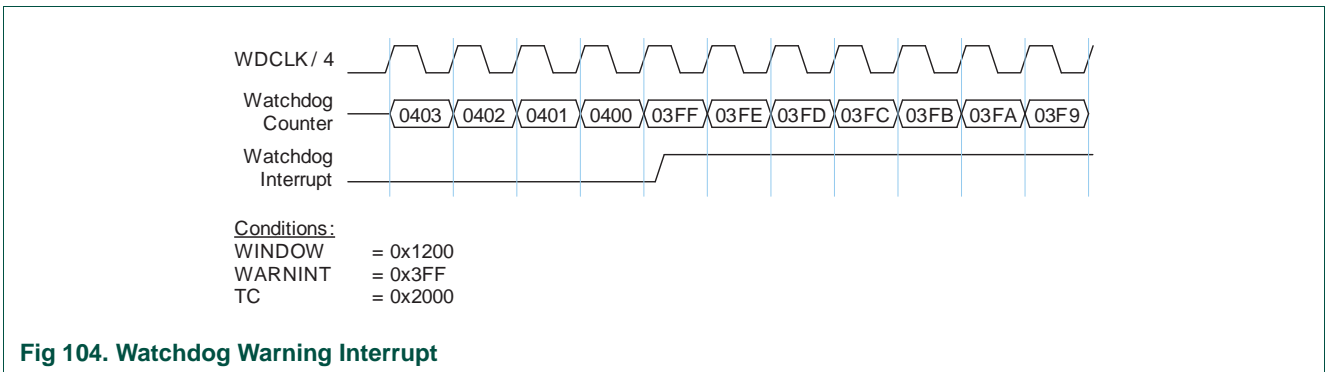 WDCLK / 4
Watchdog
Counter
0403 0402 0401 0400 03FF 03FE 03FD 03FC 03FB 03FA 03F9
Watchdog
Interrupt
Conditions:
WINDOW = 0x1200
WARNINT = 0x3FF
TC = 0x2000
Fig 104. Watchdog Warning Interrupt